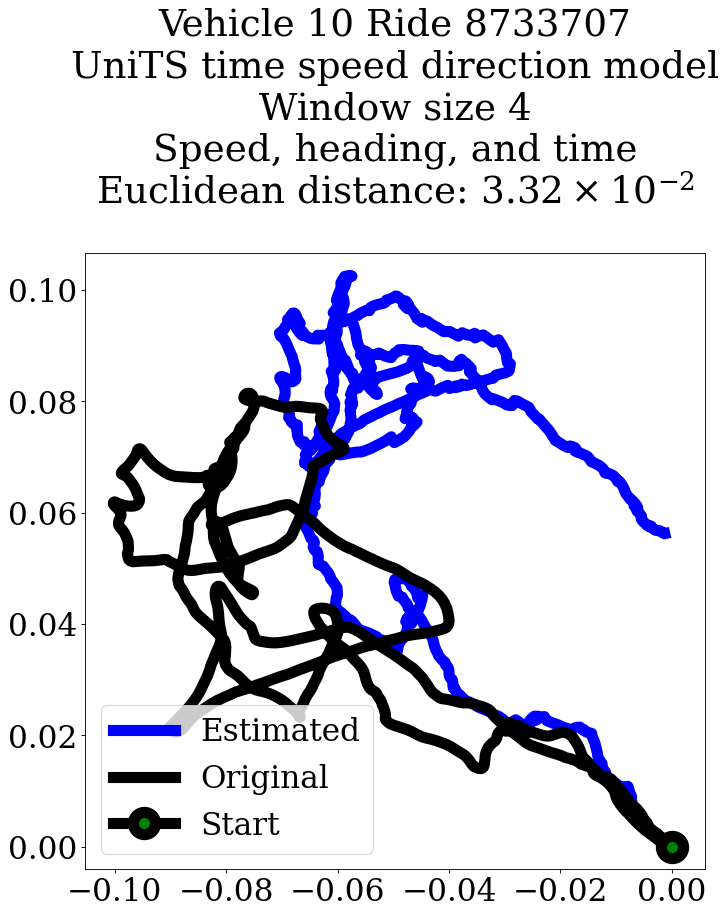 Vehicle 10 Ride 8733707
UniTS time speed direction model
Window size 4
Speed, heading, and time
Euclidean distance: 3.32 × 10⁻²
0.10
0.08
0.06
0.04
0.02
0.00
Estimated
Original
Start
−0.10 −0.08 −0.06 −0.04 −0.02 0.00